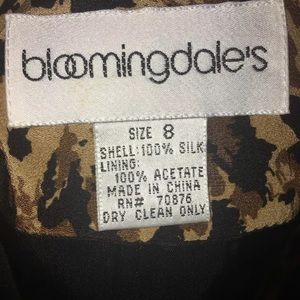 bloomingdale's
SIZE 8
SHELL: 100% SILK
LINING:
100% ACETATE
MADE IN CHINA
RN# 70876
DRY CLEAN ONLY